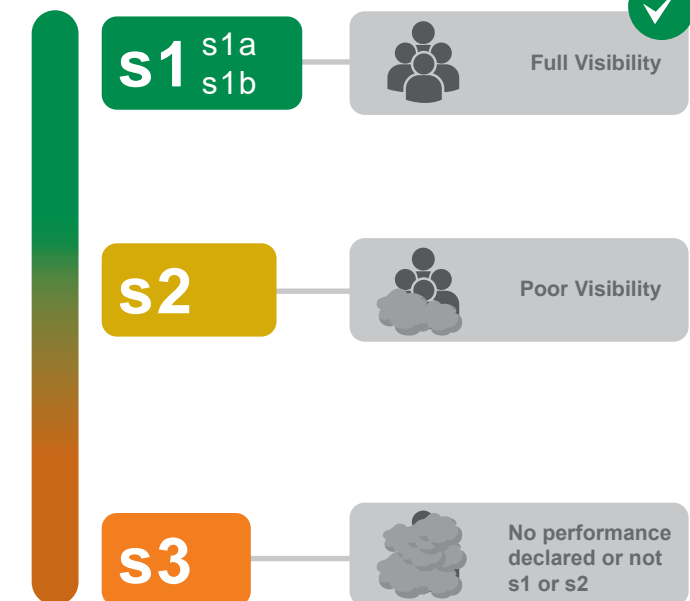 s1 s1a
s1b
Full Visibility
s2
Poor Visibility
s3
No performance
declared or not
s1 or s2